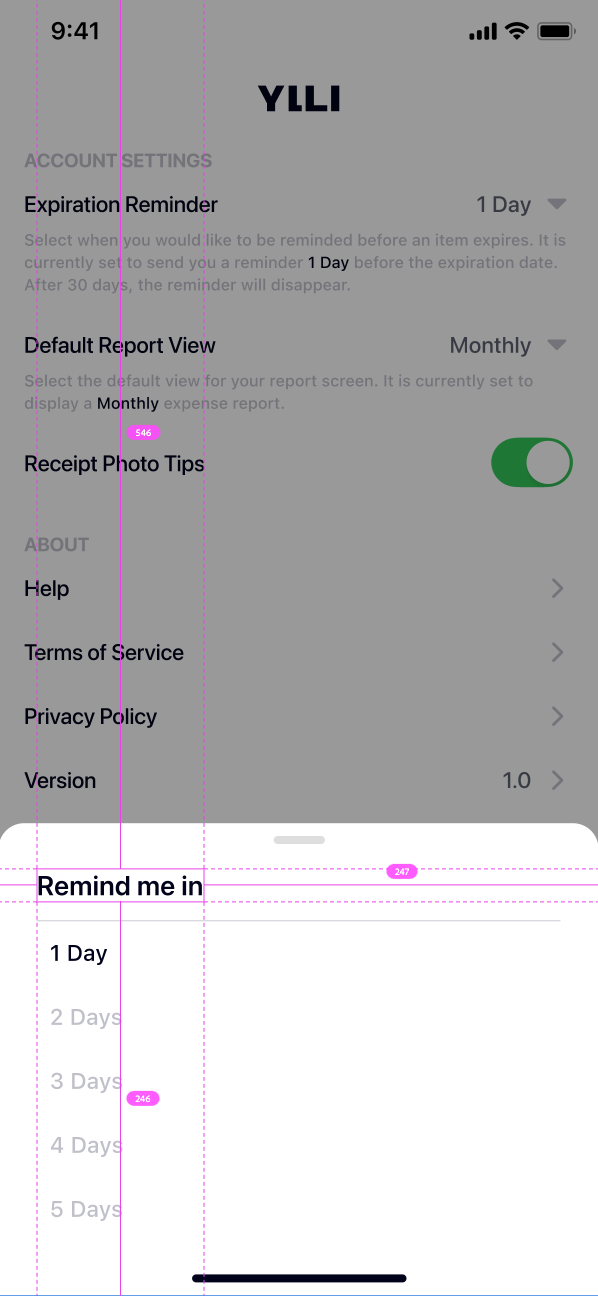 9:41
YILI
ACCOUNT SETTINGS
Expiration Reminder 1 Day
Select when you would like to be reminded before an item expires. It is
currently set to send you a reminder 1 Day before the expiration date.
After 30 days, the reminder will disappear.
Default Report View Monthly
Select the default view for your report screen. It is currently set to
display a Monthly expense report.
546
Receipt Photo Tips
ABOUT
Help
Terms of Service
Privacy Policy
Version 1.0
247
Remind me in
1 Day
2 Days
3 Days
246
4 Days
5 Days